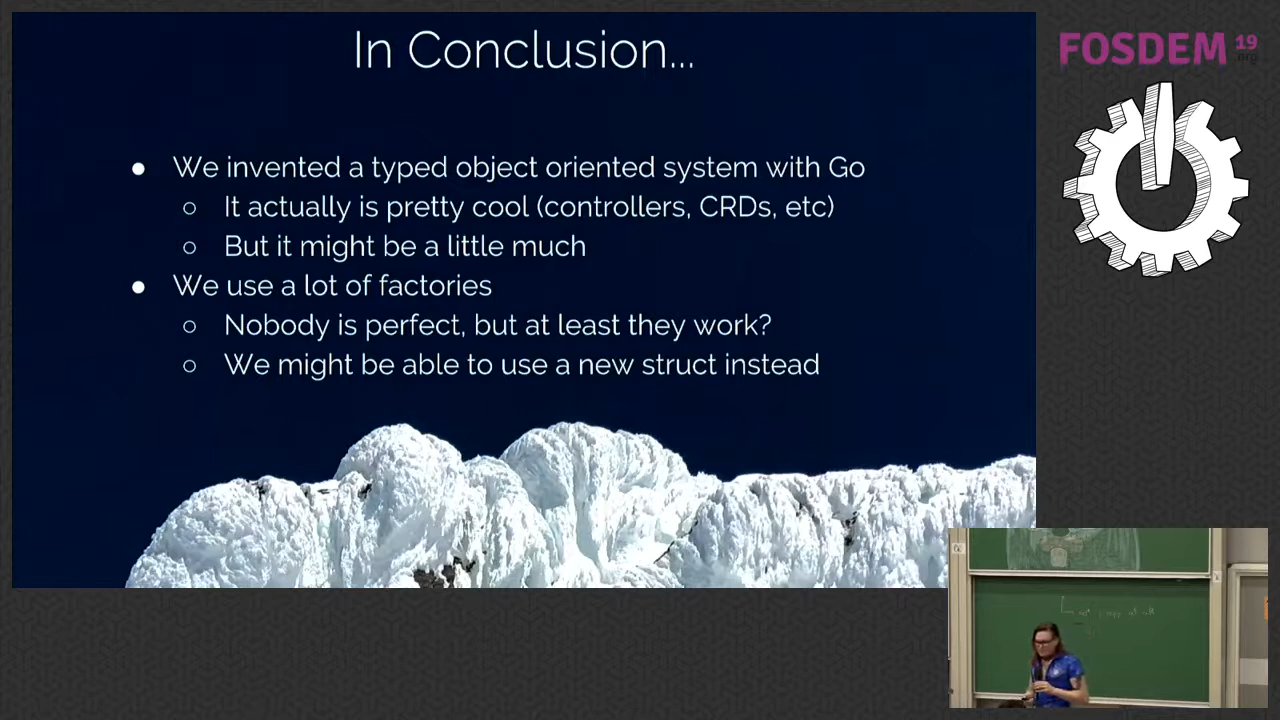 In Conclusion...
● We invented a typed object oriented system with Go
○ It actually is pretty cool (controllers, CRDs, etc)
○ But it might be a little much
● We use a lot of factories
○ Nobody is perfect, but at least they work?
○ We might be able to use a new struct instead
FOSDEM 19
.org